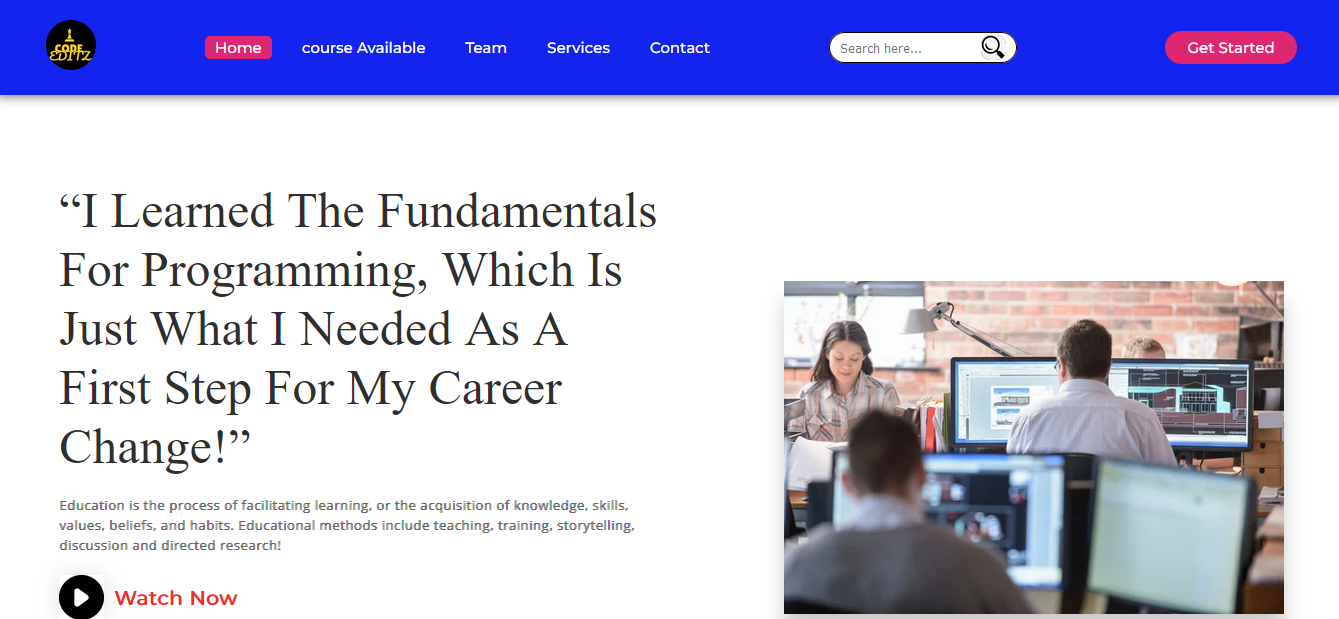 CODE
EDITZ
Home course Available Team Services Contact Search here... Get Started
“I Learned The Fundamentals
For Programming, Which Is
Just What I Needed As A
First Step For My Career
Change!”
Education is the process of facilitating learning, or the acquisition of knowledge, skills,
values, beliefs, and habits. Educational methods include teaching, training, storytelling,
discussion and directed research!
Watch Now